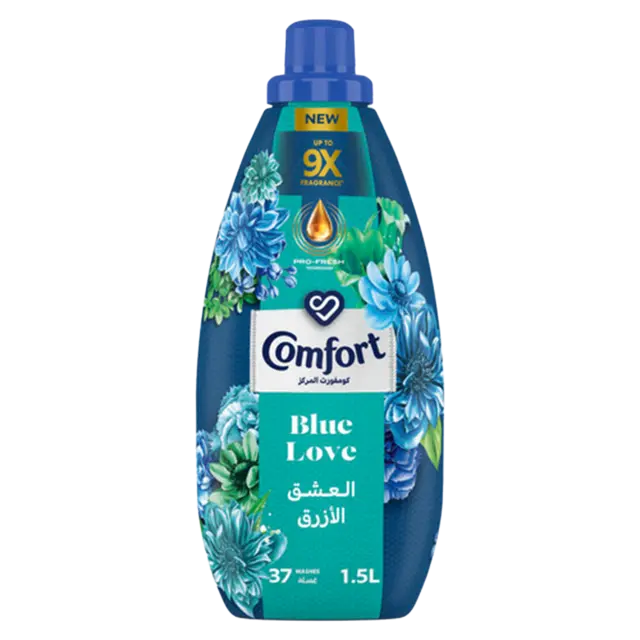 NEW
UP TO
9X
FRAGRANCE*
PRO-FRESH
TECHNOLOGY
Comfort
كومفورت المركز
Blue
Love
العشق
الأزرق
37 WASHES غسلة 1.5L